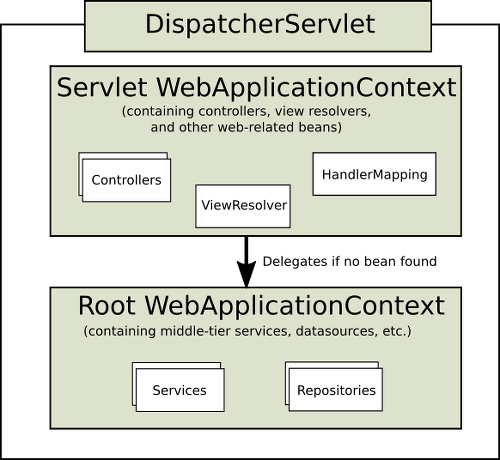 DispatcherServlet
Servlet WebApplicationContext
(containing controllers, view resolvers,
and other web-related beans)
Controllers
ViewResolver
HandlerMapping
Delegates if no bean found
Root WebApplicationContext
(containing middle-tier services, datasources, etc.)
Services
Repositories